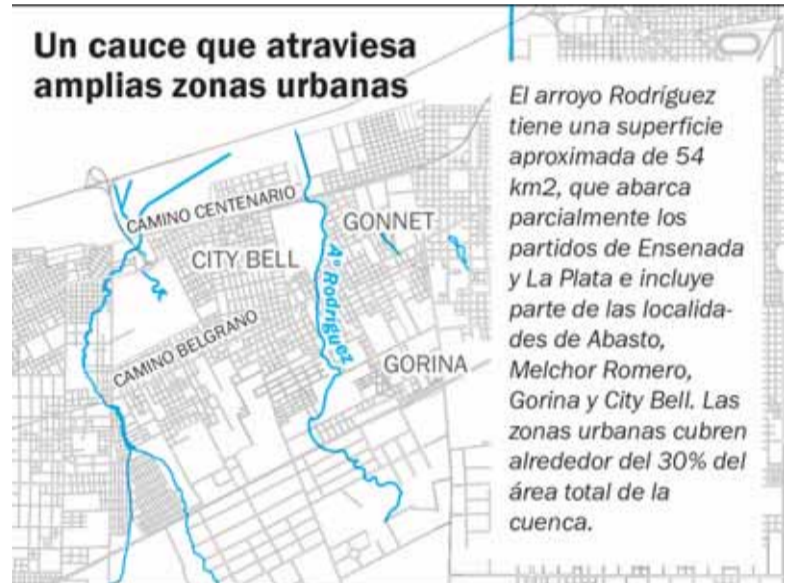 Un cauce que atraviesa
amplias zonas urbanas
El arroyo Rodríguez
tiene una superficie
aproximada de 54
km2, que abarca
parcialmente los
partidos de Ensenada
y La Plata e incluye
parte de las localida-
des de Abasto,
Melchor Romero,
Gorina y City Bell. Las
zonas urbanas cubren
alrededor del 30% del
área total de la
cuenca.
CAMINO CENTENARIO
GONNET
CITY BELL
Aº Rodríguez
CAMINO BELGRANO
GORINA